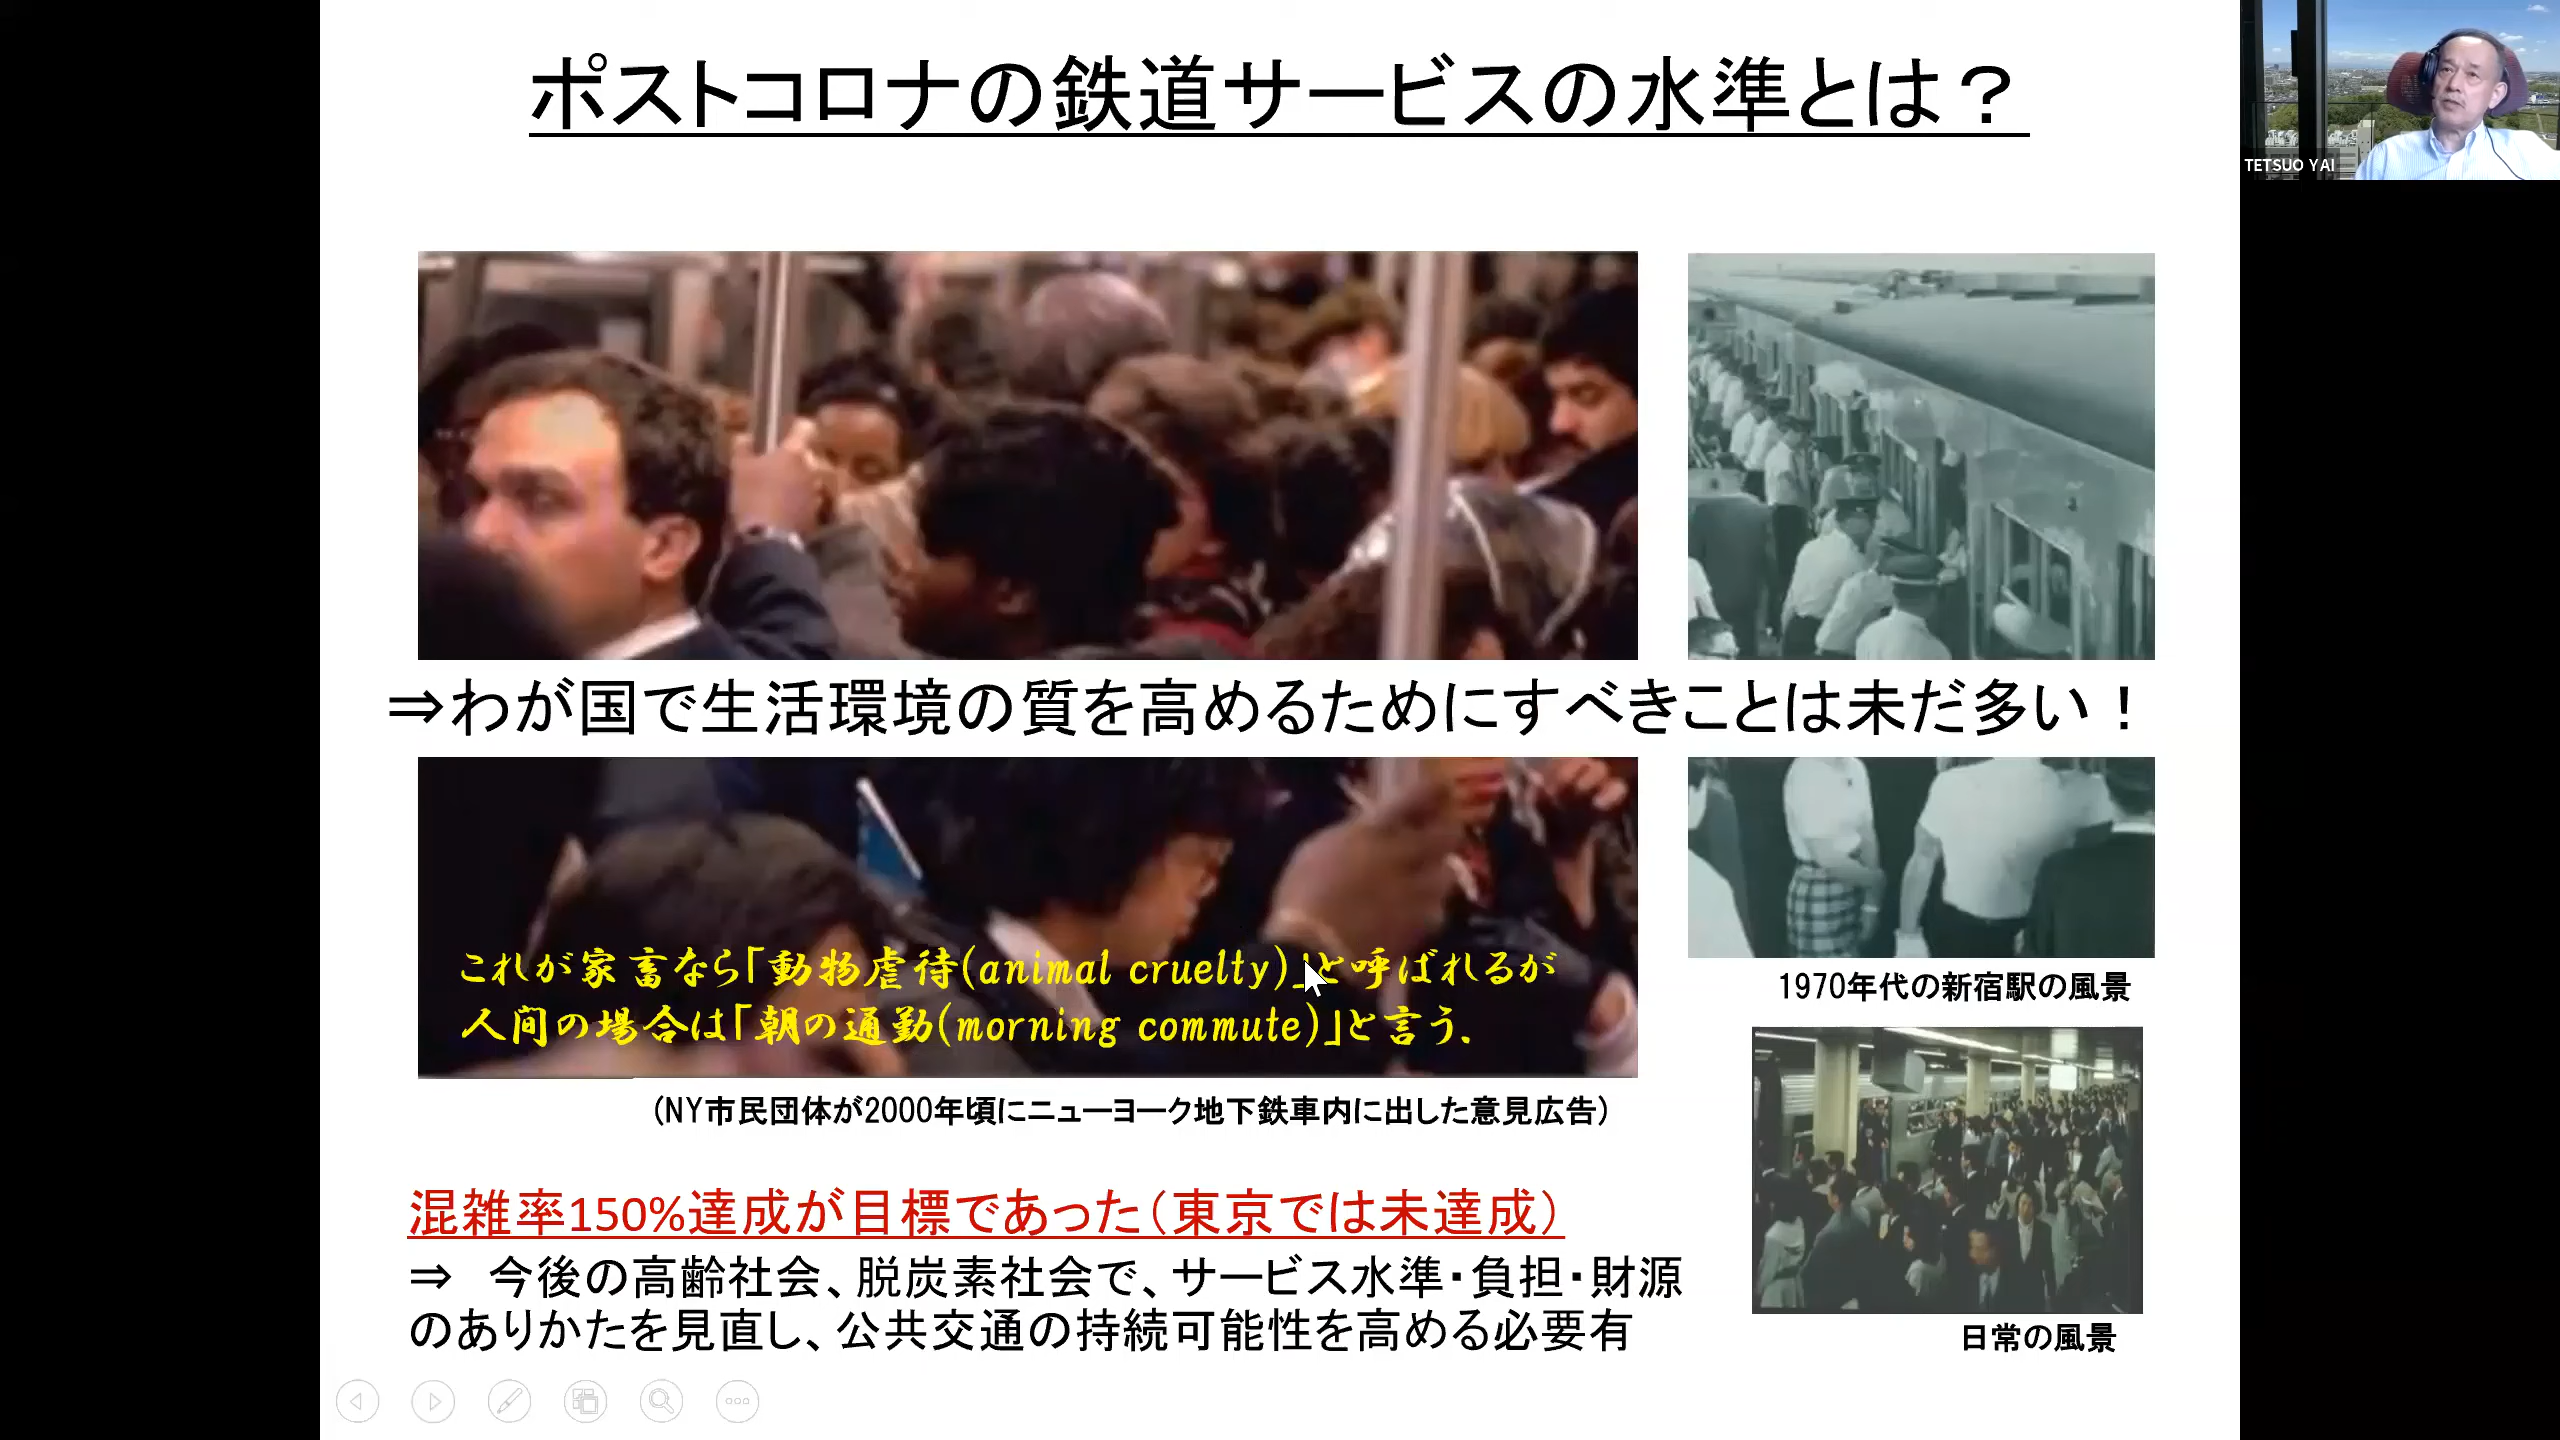 ポストコロナの鉄道サービスの水準とは？
TETSUO YAI
⇒わが国で生活環境の質を高めるためにすべきことは未だ多い！
これが家畜なら「動物虐待(animal cruelty)」と呼ばれるが
人間の場合は「朝の通勤(morning commute)」と言う.
(NY市民団体が2000年頃にニューヨーク地下鉄車内に出した意見広告)
1970年代の新宿駅の風景
混雑率150%達成が目標であった（東京では未達成）
⇒　今後の高齢社会、脱炭素社会で、サービス水準・負担・財源
のありかたを見直し、公共交通の持続可能性を高める必要有
日常の風景